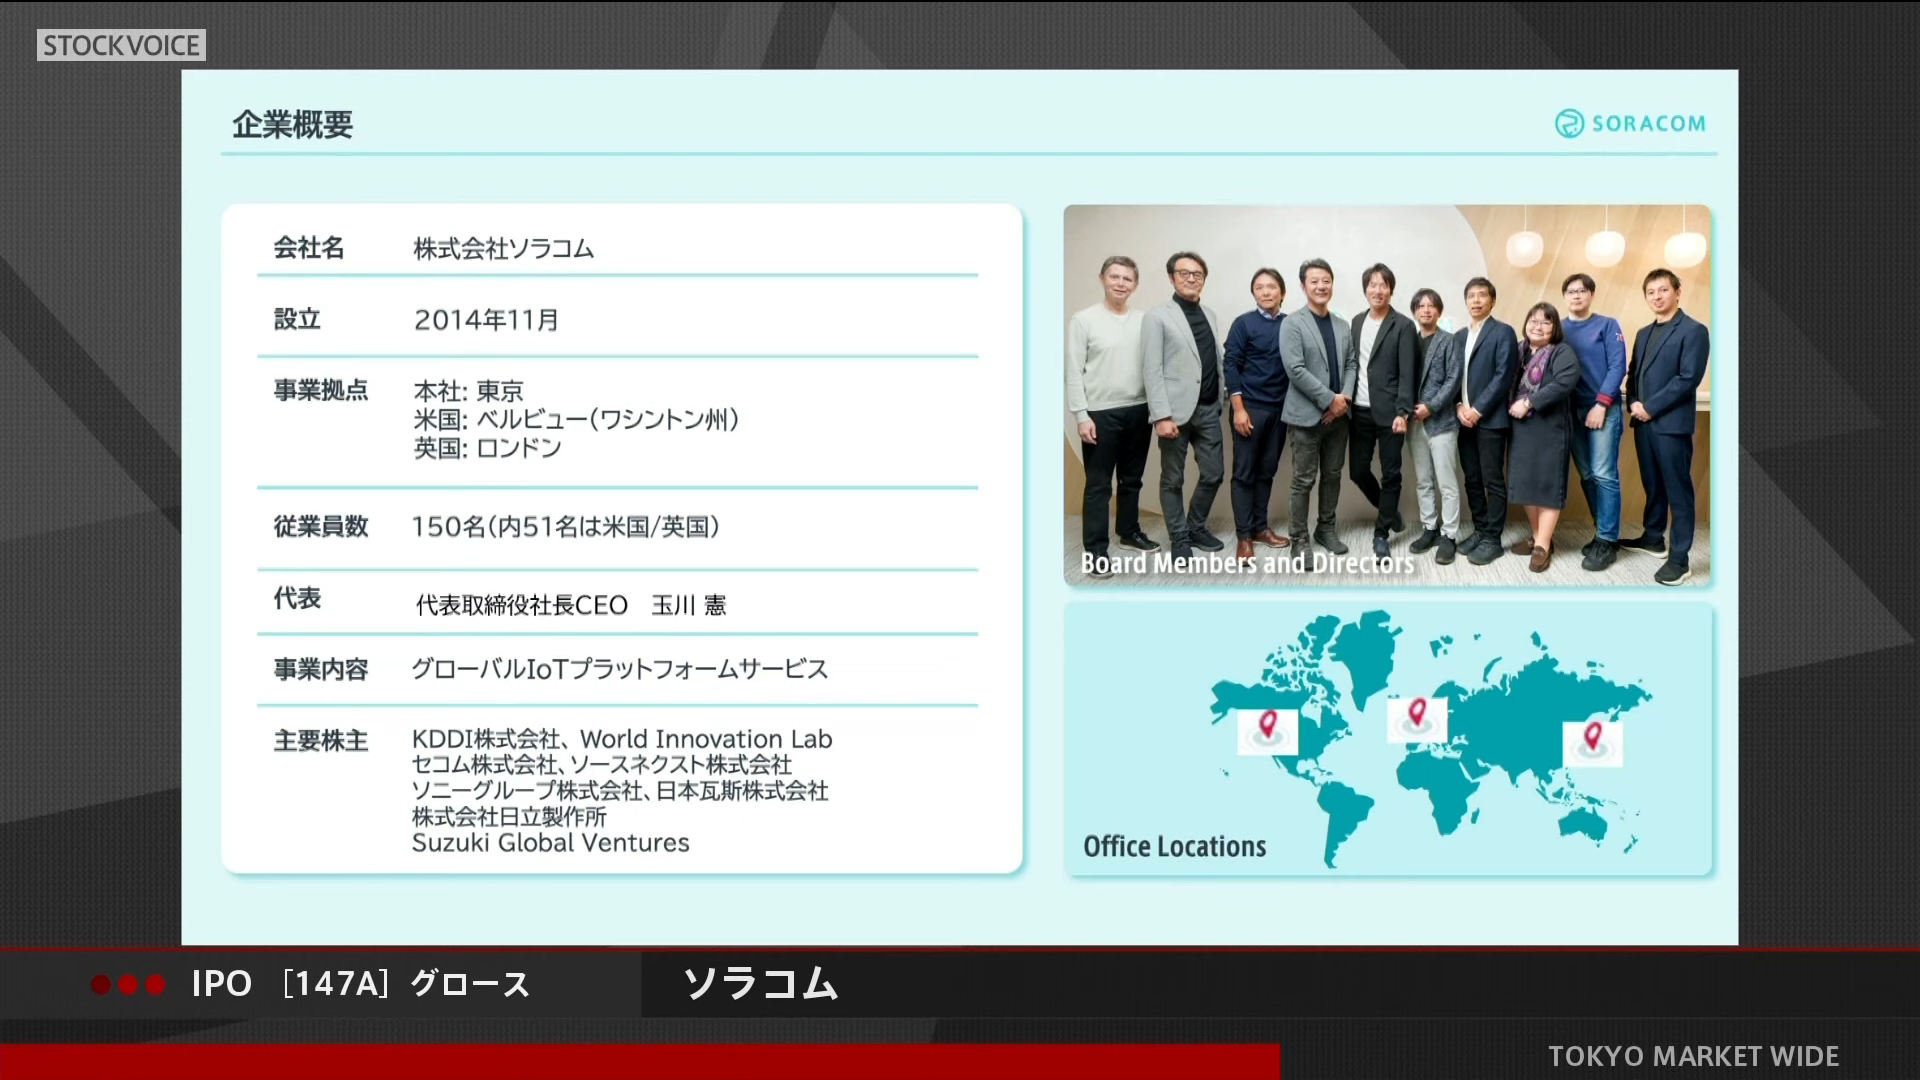 STOCKVOICE
企業概要
SORACOM
会社名 株式会社ソラコム
設立 2014年11月
事業拠点 本社: 東京
米国: ベルビュー(ワシントン州)
英国: ロンドン
従業員数 150名(内51名は米国/英国)
代表 代表取締役社長CEO 玉川 憲
事業内容 グローバルIoTプラットフォームサービス
主要株主 KDDI株式会社、World Innovation Lab
セコム株式会社、ソースネクスト株式会社
ソニーグループ株式会社、日本瓦斯株式会社
株式会社日立製作所
Suzuki Global Ventures
Board Members and Directors
Office Locations
IPO [147A] グロース
ソラコム
TOKYO MARKET WIDE